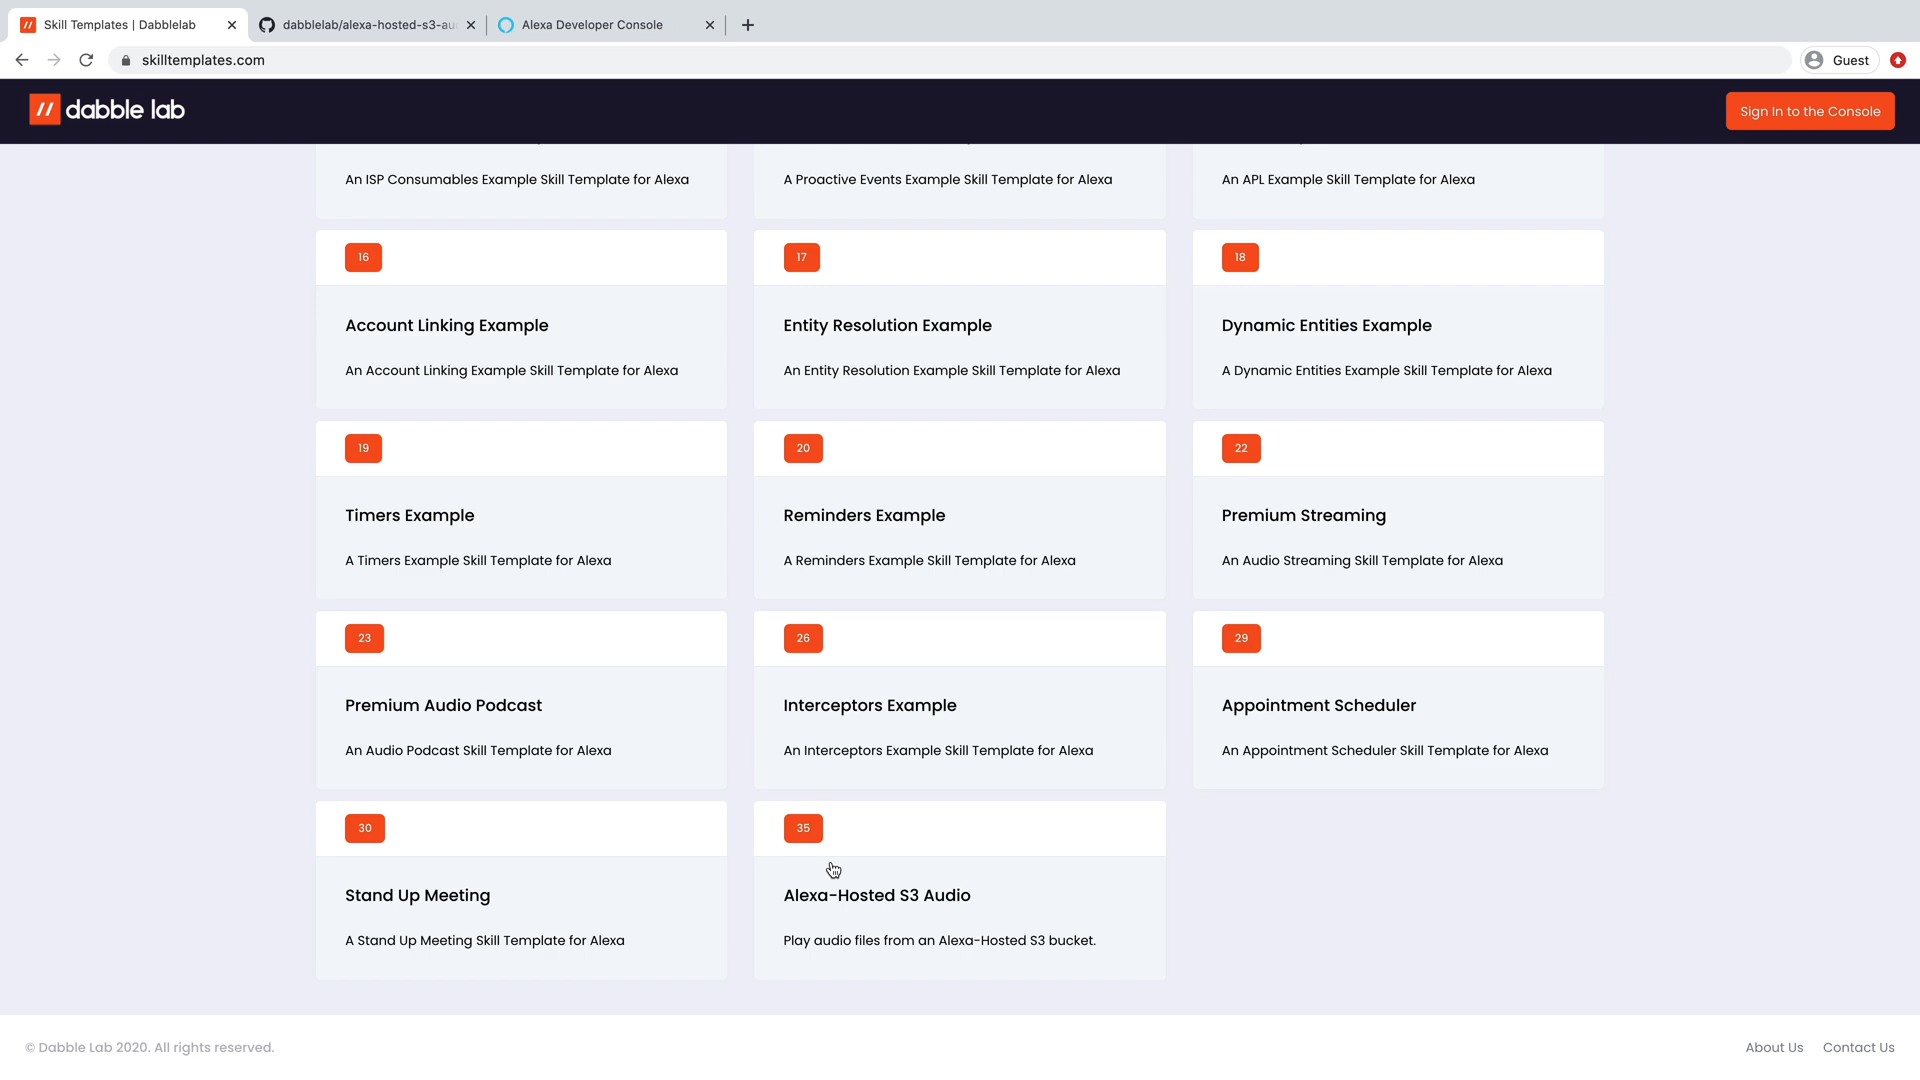 Skill Templates | Dabblelab
dabblelab/alexa-hosted-s3-au
Alexa Developer Console
skilltemplates.com
Guest
// dabble lab
Sign In to the Console
An ISP Consumables Example Skill Template for Alexa
A Proactive Events Example Skill Template for Alexa
An APL Example Skill Template for Alexa
16
17
18
Account Linking Example
Entity Resolution Example
Dynamic Entities Example
An Account Linking Example Skill Template for Alexa
An Entity Resolution Example Skill Template for Alexa
A Dynamic Entities Example Skill Template for Alexa
19
20
22
Timers Example
Reminders Example
Premium Streaming
A Timers Example Skill Template for Alexa
A Reminders Example Skill Template for Alexa
An Audio Streaming Skill Template for Alexa
23
26
29
Premium Audio Podcast
Interceptors Example
Appointment Scheduler
An Audio Podcast Skill Template for Alexa
An Interceptors Example Skill Template for Alexa
An Appointment Scheduler Skill Template for Alexa
30
35
Stand Up Meeting
Alexa-Hosted S3 Audio
A Stand Up Meeting Skill Template for Alexa
Play audio files from an Alexa-Hosted S3 bucket.
© Dabble Lab 2020. All rights reserved.
About Us
Contact Us